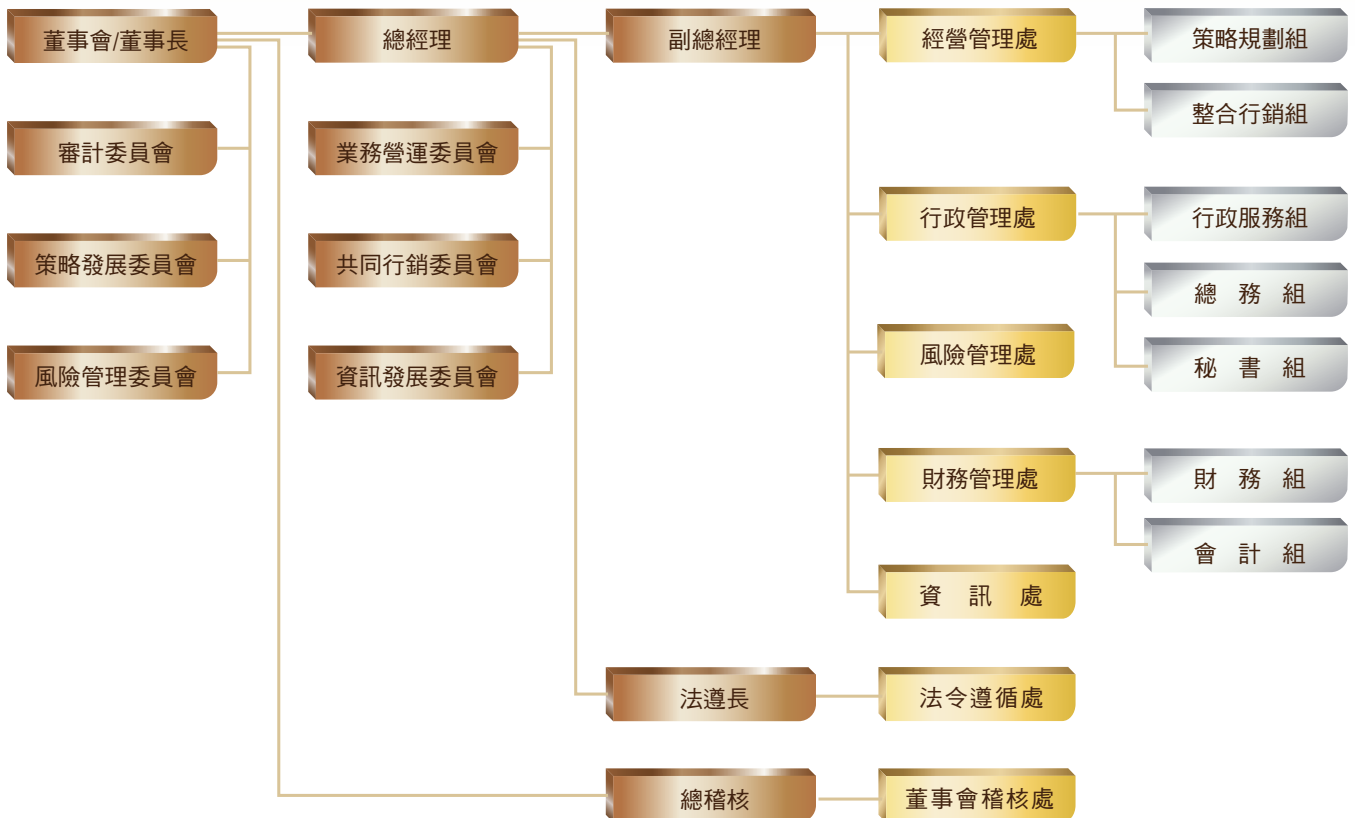 董事會/董事長
總經理
副總經理
經營管理處
策略規劃組
整合行銷組
審計委員會
業務營運委員會
行政管理處
行政服務組
策略發展委員會
共同行銷委員會
總務組
風險管理委員會
資訊發展委員會
風險管理處
秘書組
財務管理處
財務組
會計組
資訊處
法遵長
法令遵循處
總稽核
董事會稽核處